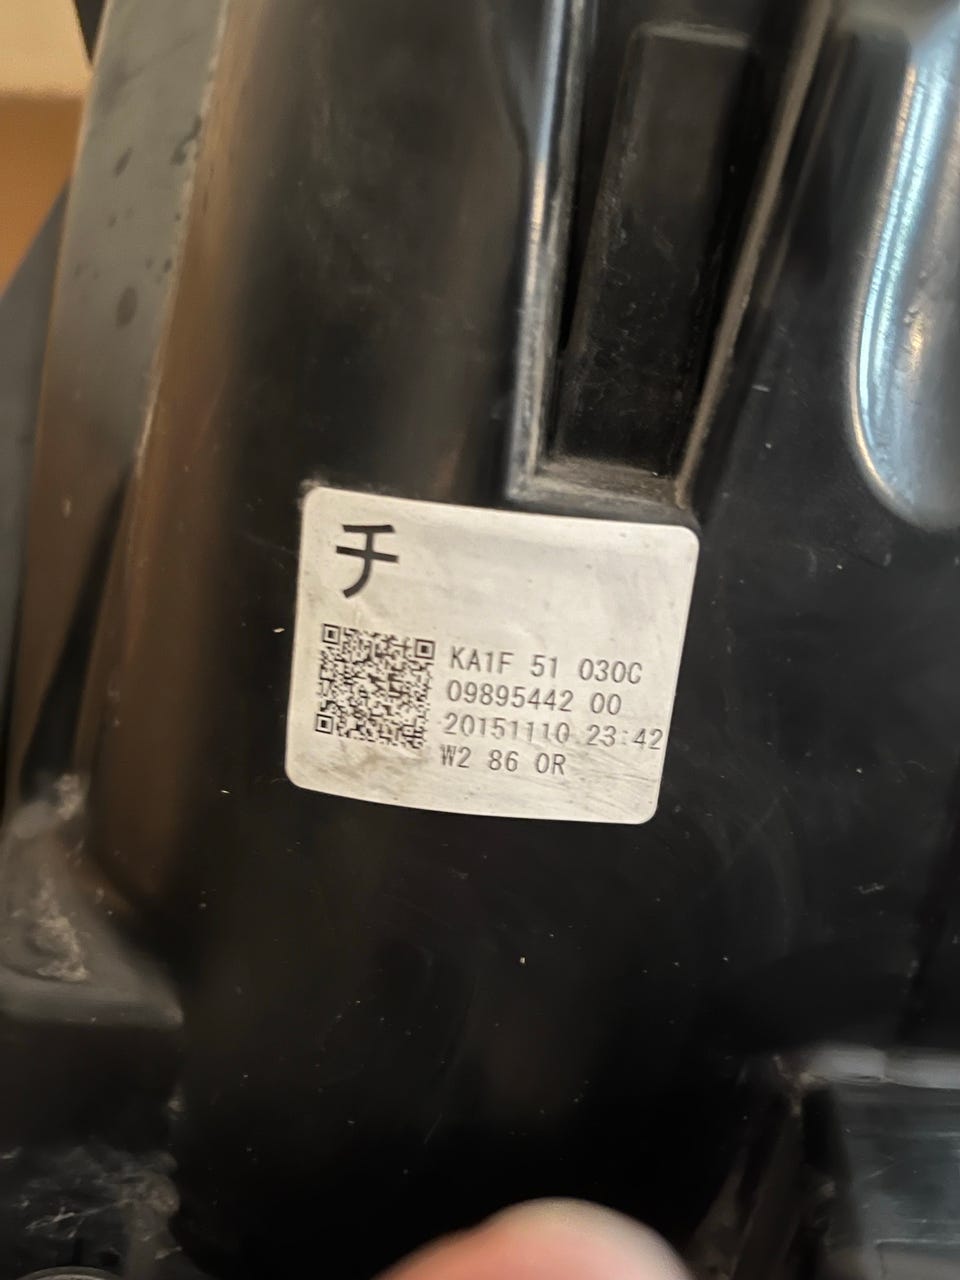 チ
KA1F 51 030C
09895442 00
20151110 23:42
W2 86 0R